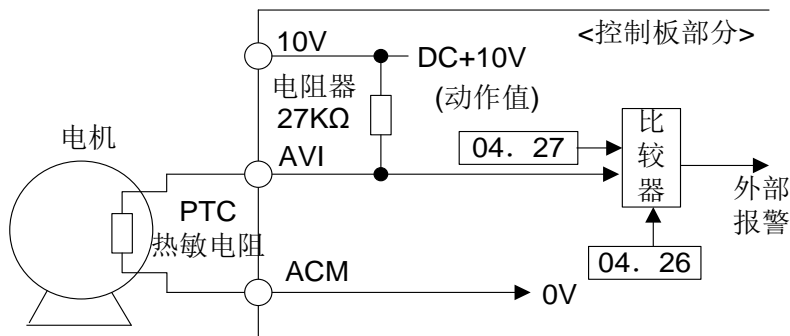 <控制板部分>
10V
DC+10V
电阻器
27KΩ
(动作值)
比
较
器
电机
AVI
04. 27
外部
报警
PTC
热敏电阻
04. 26
ACM
0V